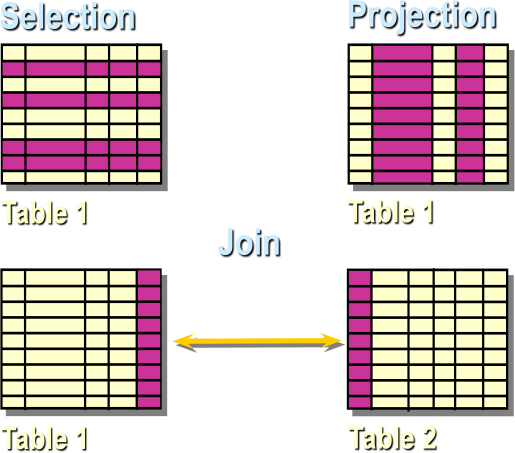 Selection
Projection
Table 1
Table 1
Join
Table 1
Table 2